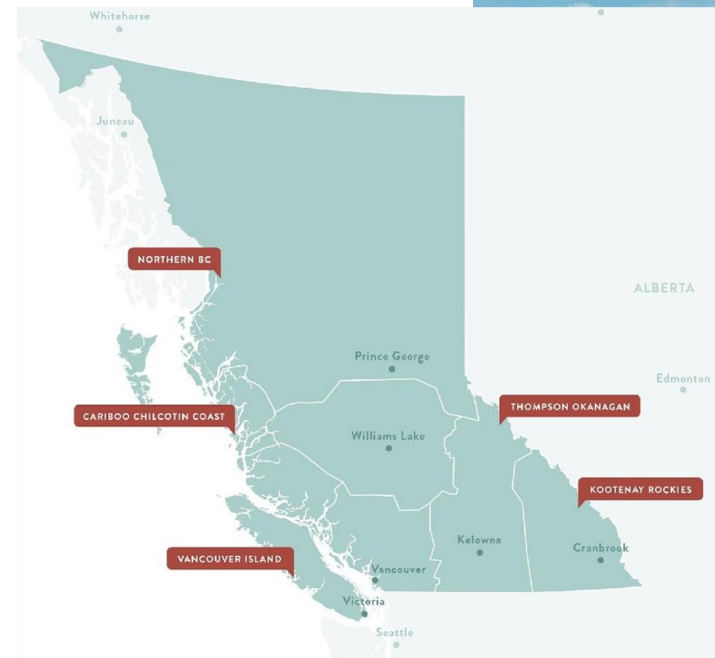 Whitehorse
Juneau
NORTHERN BC
ALBERTA
Prince George
Edmonton
THOMPSON OKANAGAN
CARIBOO CHILCOTIN COAST
Williams Lake
KOOTENAY ROCKIES
Kelowna
Cranbrook
VANCOUVER ISLAND
Vancouver
Victoria
Seattle